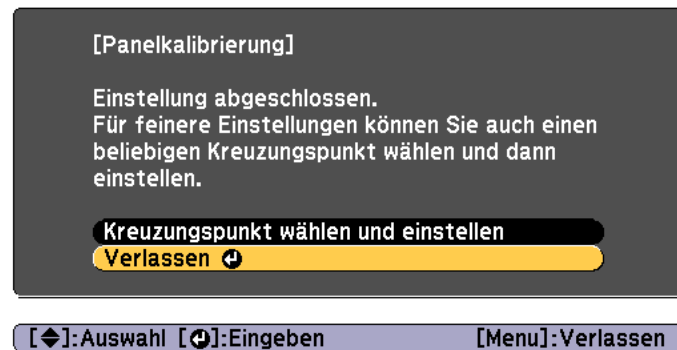 [Panelkalibrierung]
Einstellung abgeschlossen.
Für feinere Einstellungen können Sie auch einen
beliebigen Kreuzungspunkt wählen und dann
einstellen.
Kreuzungspunkt wählen und einstellen
Verlassen
[◆]:Auswahl [⏎]:Eingeben [Menu]:Verlassen